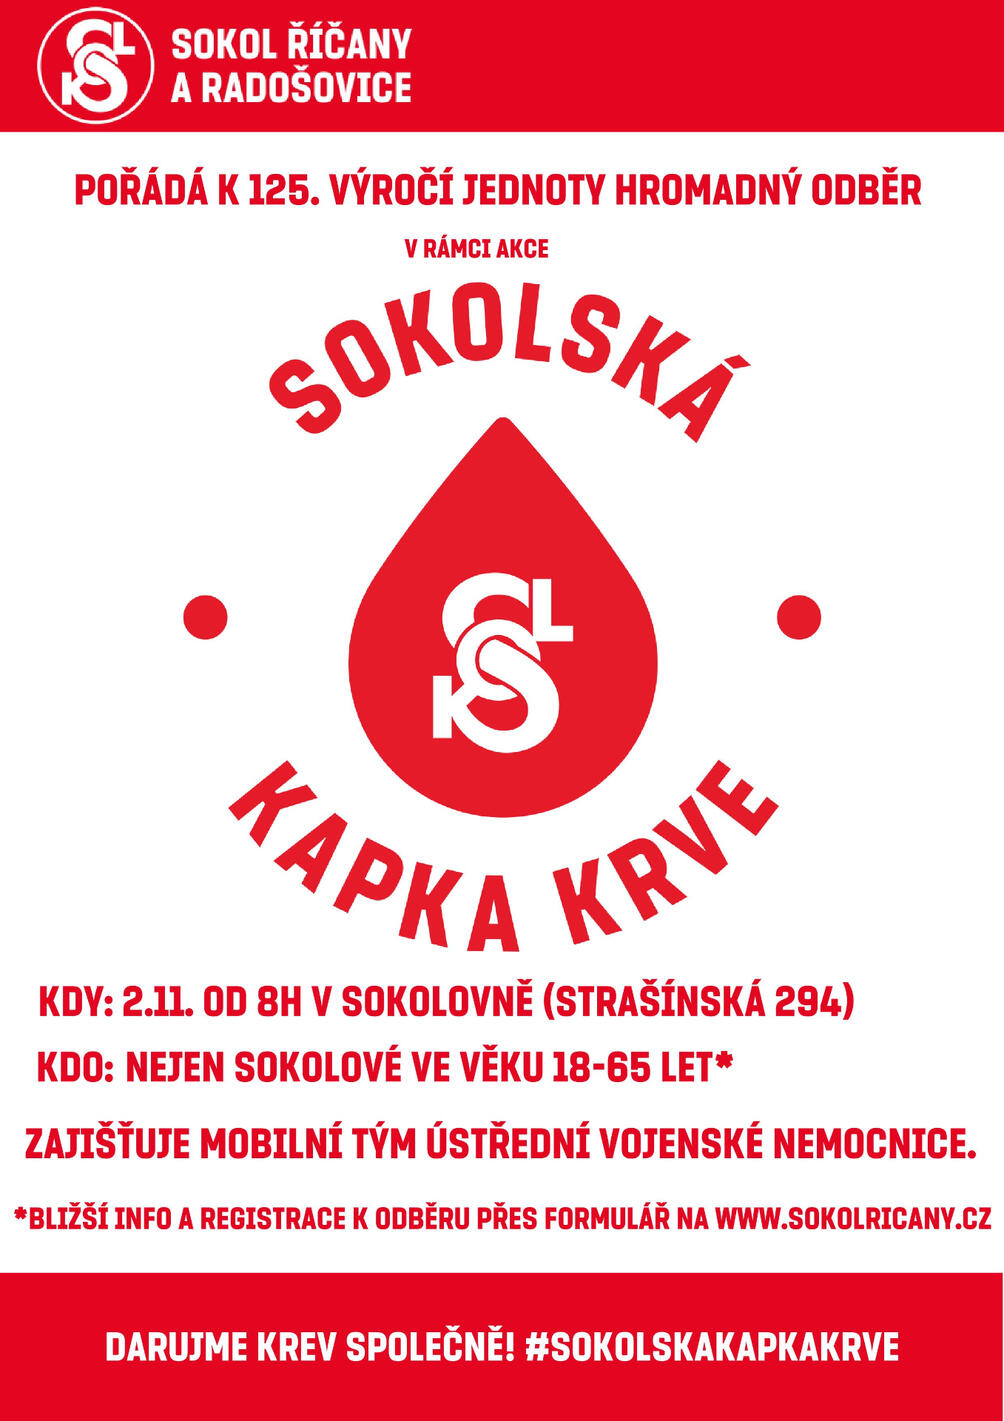 SOKOL ŘÍČANY
A RADOŠOVICE
POŘÁDÁ K 125. VÝROČÍ JEDNOTY HROMADNÝ ODBĚR
V RÁMCI AKCE
SOKOLSKÁ
KAPKA KRVE
KDY: 2.11. OD 8H V SOKOLOVNĚ (STRAŠÍNSKÁ 294)
KDO: NEJEN SOKOLOVÉ VE VĚKU 18-65 LET*
ZAJIŠŤUJE MOBILNÍ TÝM ÚSTŘEDNÍ VOJENSKÉ NEMOCNICE.
*BLIŽŠÍ INFO A REGISTRACE K ODBĚRU PŘES FORMULÁŘ NA WWW.SOKOLRICANY.CZ
DARUJME KREV SPOLEČNĚ! #SOKOLSKAKAPKAKRVE